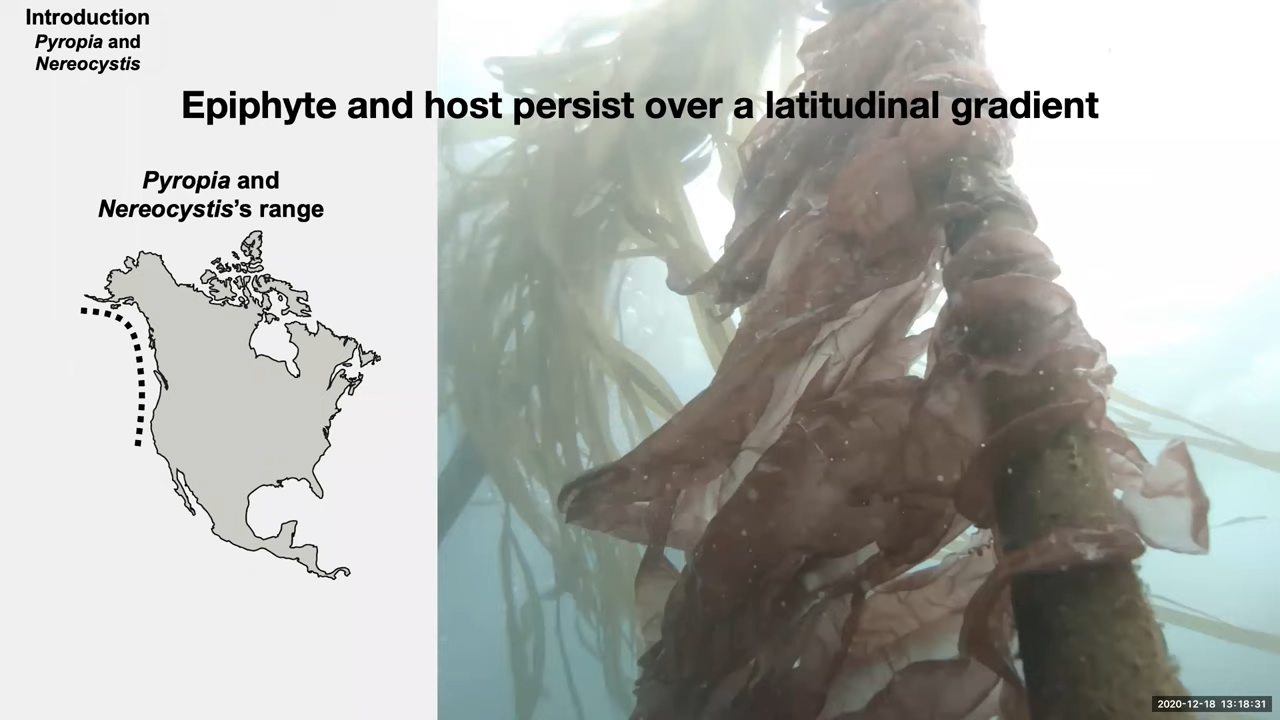 Introduction
Pyropia and
Nereocystis
Epiphyte and host persist over a latitudinal gradient
Pyropia and
Nereocystis's range
2020-12-18 13:18:31